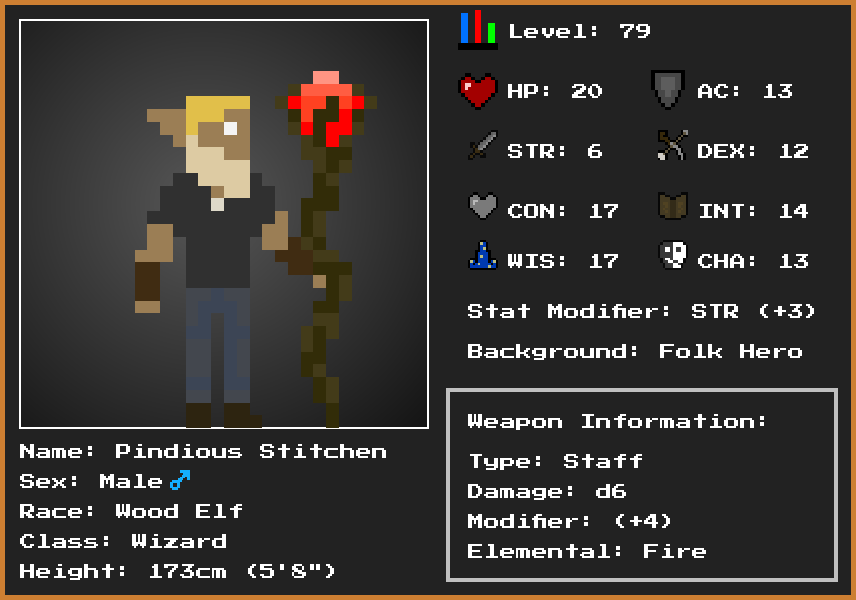 Level: 79
HP: 20
AC: 13
STR: 6
DEX: 12
CON: 17
INT: 14
WIS: 17
CHA: 13
Stat Modifier: STR (+3)
Background: Folk Hero
Weapon Information:
Type: Staff
Damage: d6
Modifier: (+4)
Elemental: Fire
Name: Pindious Stitchen
Sex: Male♂
Race: Wood Elf
Class: Wizard
Height: 173cm (5'8")